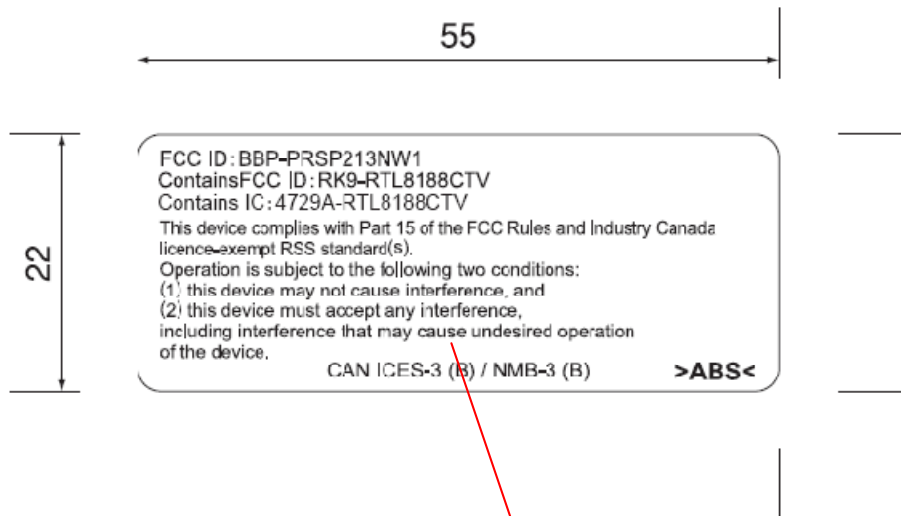 55
22
FCC ID:BBP-PRSP213NW1
ContainsFCC ID:RK9-RTL8188CTV
Contains IC:4729A-RTL8188CTV
This device complies with Part 15 of the FCC Rules and Industry Canada
licence-exempt RSS standard(s).
Operation is subject to the following two conditions:
(1) this device may not cause interference, and
(2) this device must accept any interference,
including interference that may cause undesired operation
of the device.
CAN ICES-3 (B) / NMB-3 (B) >ABS<